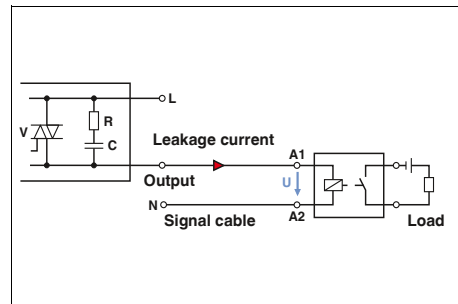 L
R
V
C
Leakage current
A1
Output
U
N
Signal cable
A2
Load